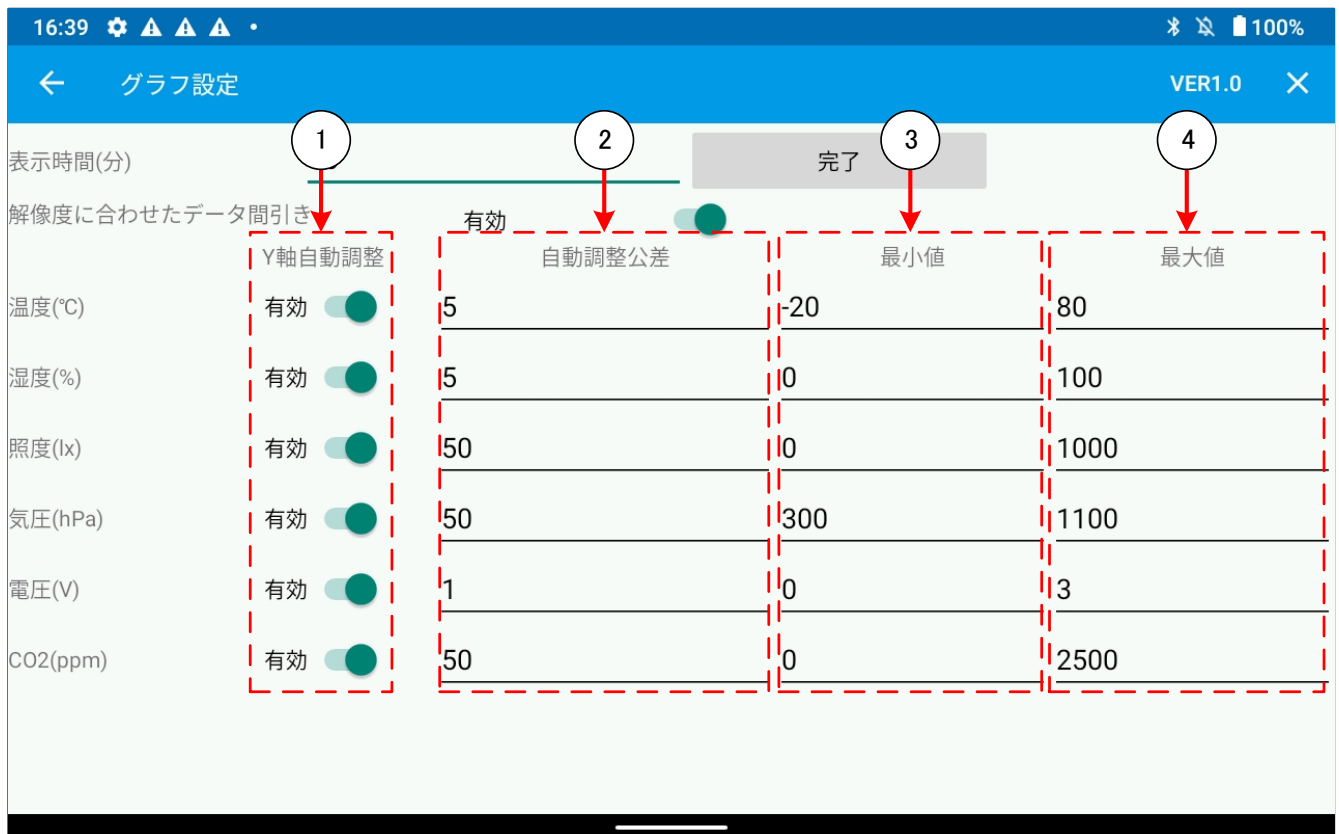 16:39 100%
グラフ設定 VER1.0
1 2 3 4
表示時間(分) 完了
解像度に合わせたデータ間引き 有効
Y軸自動調整 自動調整公差 最小値 最大値
温度(℃) 有効 5 -20 80
湿度(%) 有効 5 0 100
照度(lx) 有効 50 0 1000
気圧(hPa) 有効 50 300 1100
電圧(V) 有効 1 0 3
CO2(ppm) 有効 50 0 2500